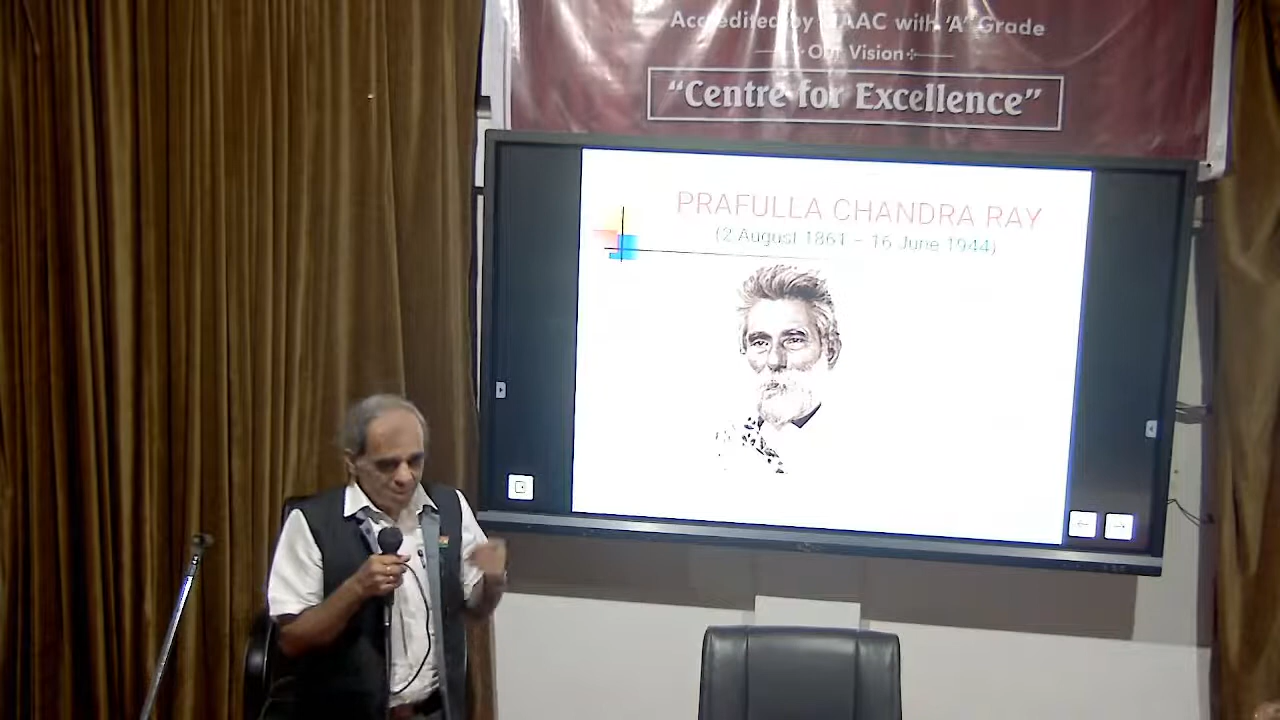 Accredited by NAAC with 'A' Grade
Our Vision
"Centre for Excellence"
PRAFULLA CHANDRA RAY
(2 August 1861 – 16 June 1944)